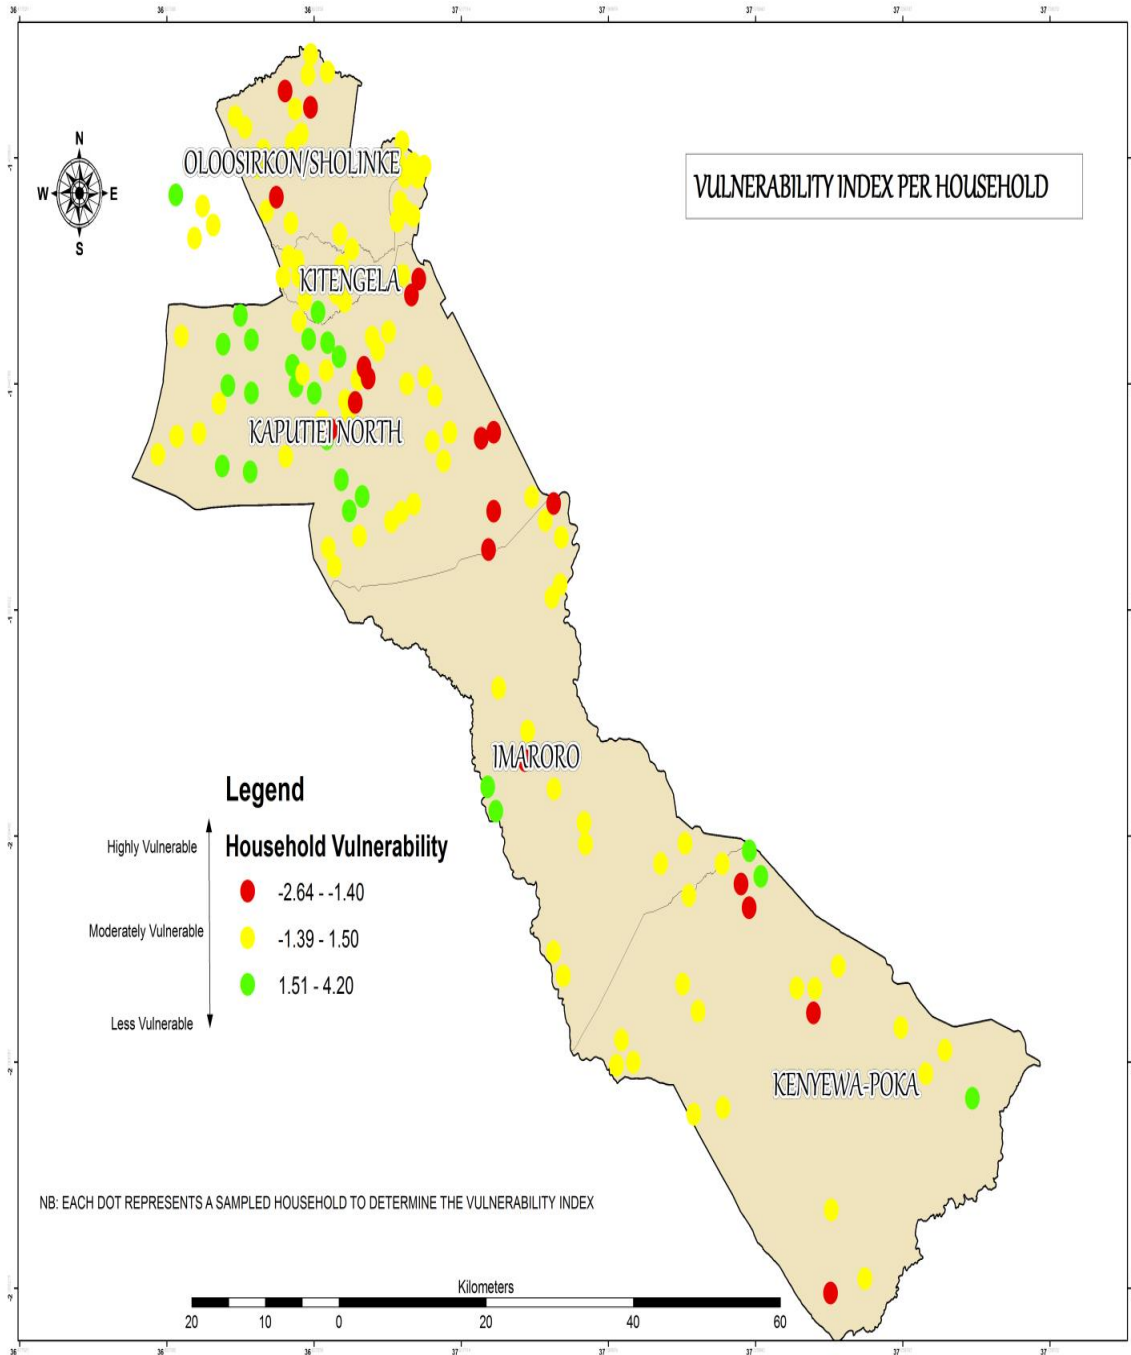 N
W
E
S
VULNERABILITY INDEX PER HOUSEHOLD
OLOOSIRKON/SHOLINKE
KITENGELA
KAPUTIEI NORTH
IMARORO
KENYEWA-POKA
Legend
Household Vulnerability
Highly Vulnerable
-2.64 - -1.40
Moderately Vulnerable
-1.39 - 1.50
1.51 - 4.20
Less Vulnerable
NB: EACH DOT REPRESENTS A SAMPLED HOUSEHOLD TO DETERMINE THE VULNERABILITY INDEX
Kilometers
20 10 0 20 40 60